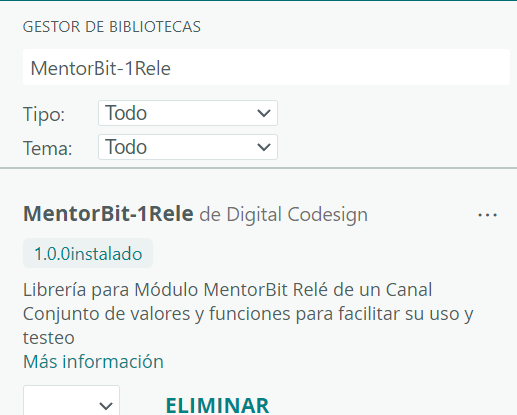 GESTOR DE BIBLIOTECAS
MentorBit-1Rele
Tipo: Todo
Tema: Todo
MentorBit-1Rele de Digital Codesign ...
1.0.0instalado
Librería para Módulo MentorBit Relé de un Canal
Conjunto de valores y funciones para facilitar su uso y
testeo
Más información
ELIMINAR